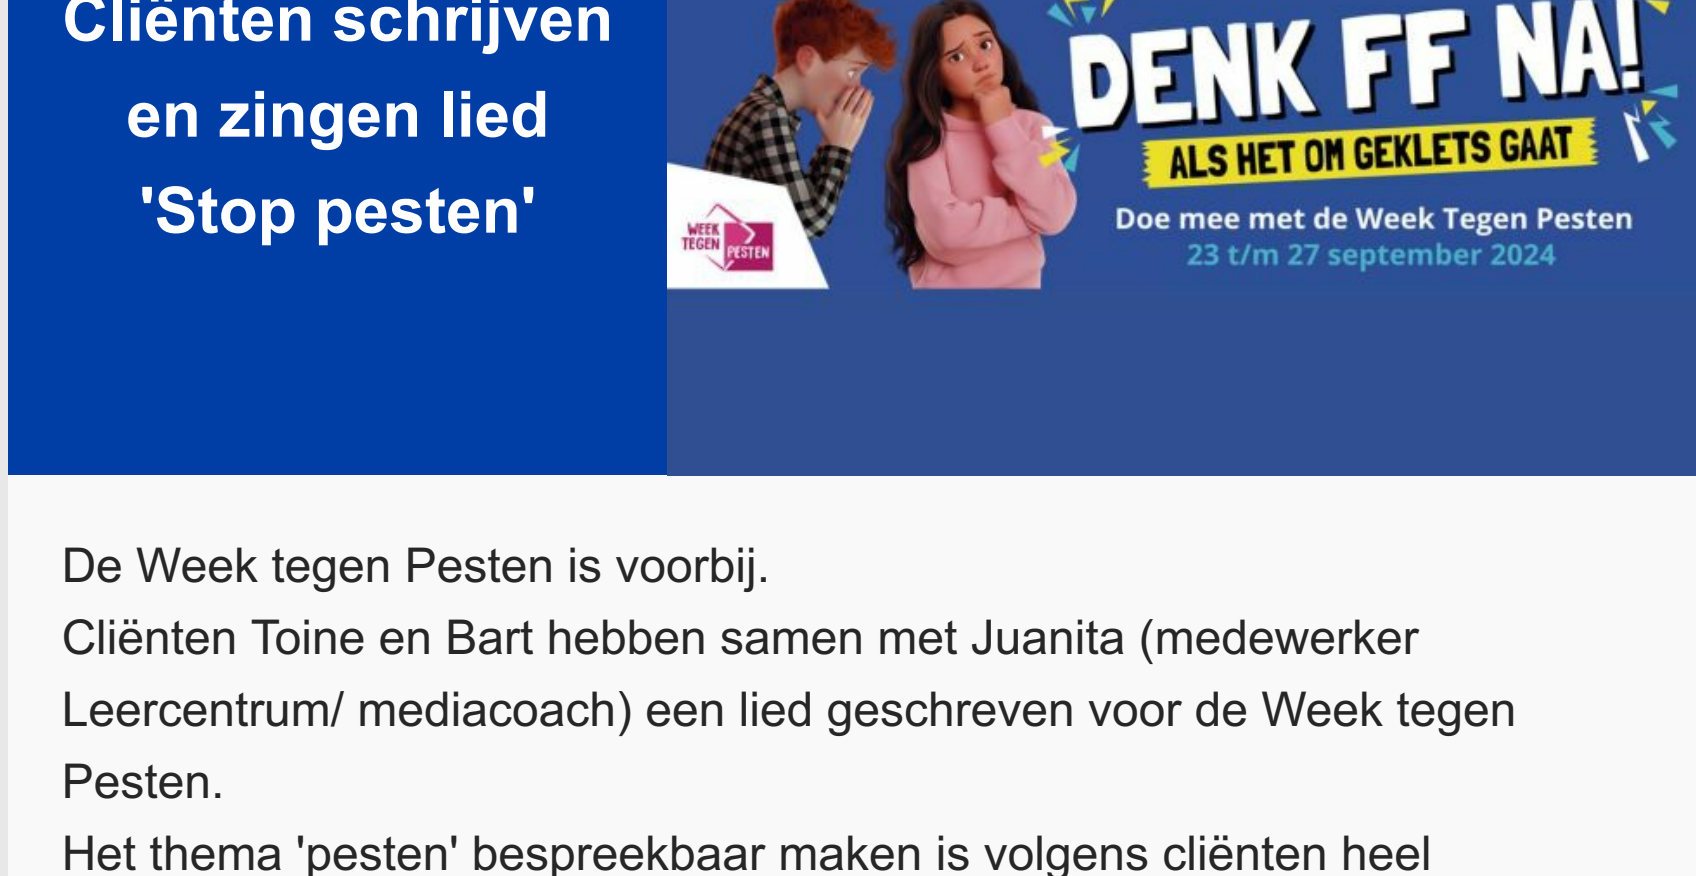 Cliënten schrijven
en zingen lied
'Stop pesten'
DENK FF NA!
ALS HET OM GEKLETS GAAT
Doe mee met de Week Tegen Pesten
23 t/m 27 september 2024
WEEK
TEGEN
PESTEN
De Week tegen Pesten is voorbij.
Cliënten Toine en Bart hebben samen met Juanita (medewerker
Leercentrum/ mediacoach) een lied geschreven voor de Week tegen
Pesten.
Het thema 'pesten' bespreekbaar maken is volgens cliënten heel